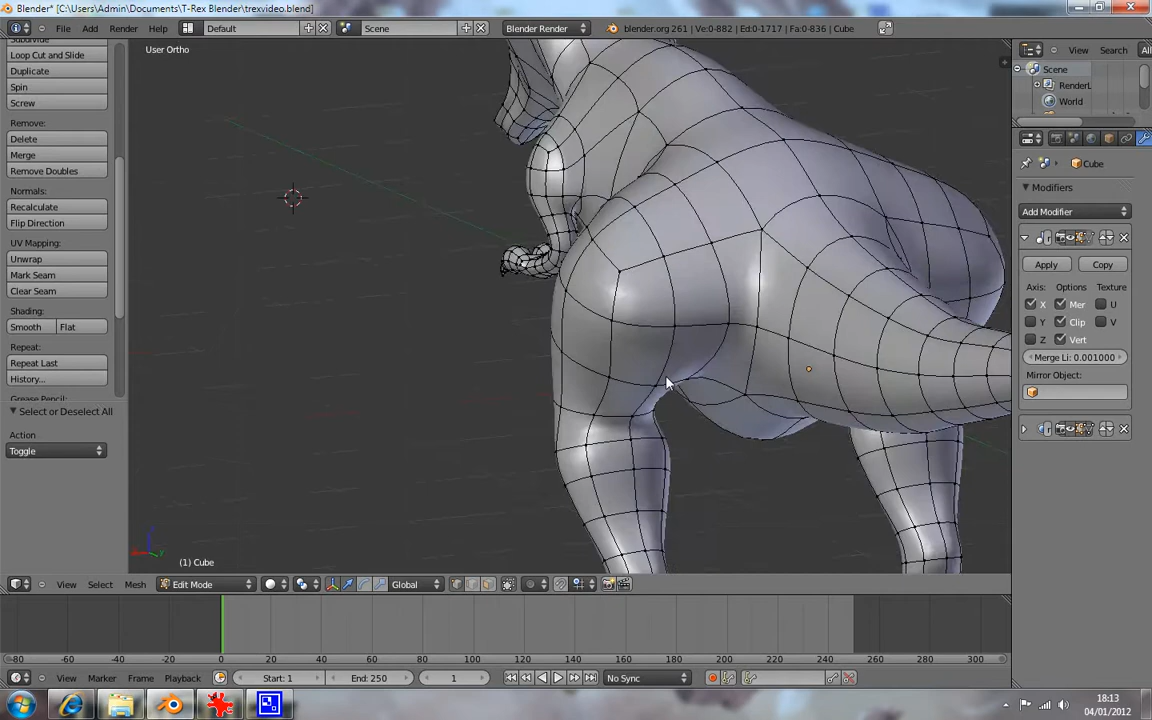 Blender* [C:\Users\Admin\Documents\T-Rex Blender\trexvideo.blend]
File Add Render Help Default Scene Blender Render blender.org 261 | Ve:0-882 | Ed:0-1717 | Fa:0-836 | Cube
User Ortho
Subdivide
Loop Cut and Slide
Duplicate
Spin
Screw
Remove:
Delete
Merge
Remove Doubles
Normals:
Recalculate
Flip Direction
UV Mapping:
Unwrap
Mark Seam
Clear Seam
Shading:
Smooth Flat
Repeat:
Repeat Last
History...
Grease Pencil:
Select or Deselect All
Action
Toggle
View Search All
Scene
RenderL
World
Cube
Modifiers
Add Modifier
Apply Copy
Axis: Options Texture
X Mer U
Y Clip V
Z Vert
Merge Li: 0.001000
Mirror Object:
(1) Cube
View Select Mesh Edit Mode Global
-80 -60 -40 -20 0 20 40 60 80 100 120 140 160 180 200 220 240 260 280 300
View Marker Frame Playback Start: 1 End: 250 1 No Sync
18:13
04/01/2012